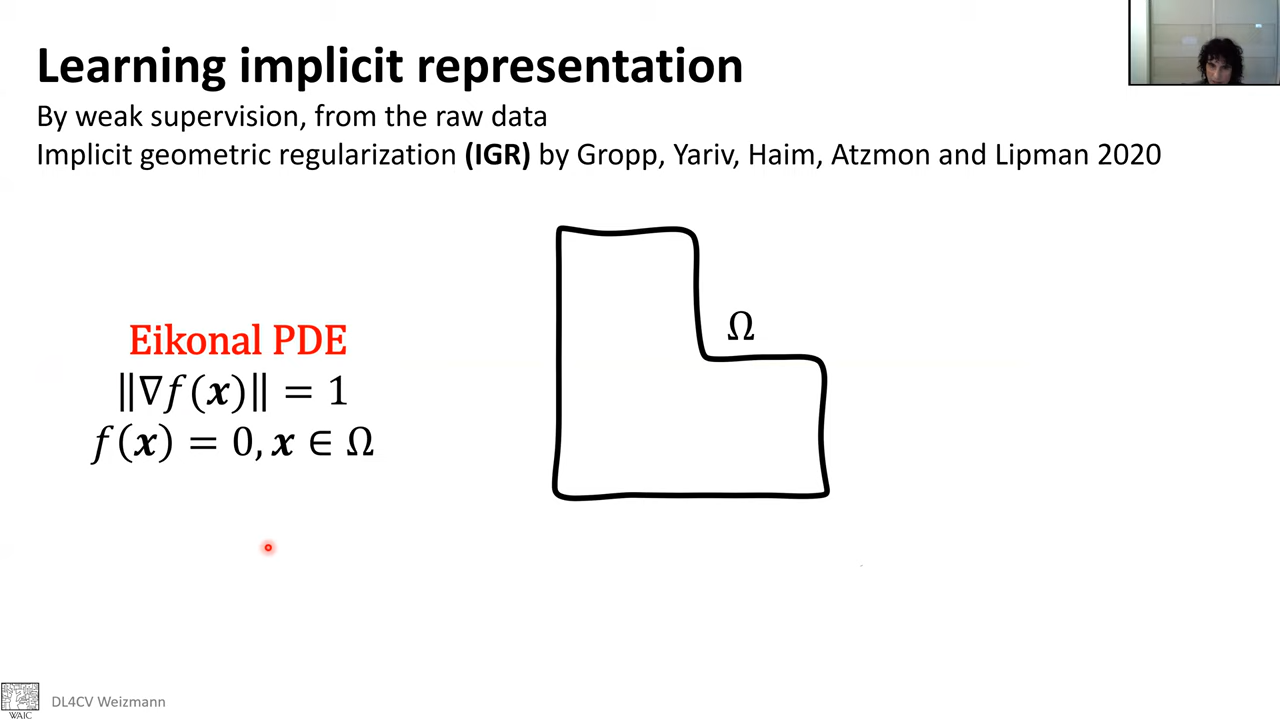 Learning implicit representation
By weak supervision, from the raw data
Implicit geometric regularization (IGR) by Gropp, Yariv, Haim, Atzmon and Lipman 2020
Ω
Eikonal PDE
‖∇f(x)‖ = 1
f(x) = 0, x ∈ Ω
DL4CV Weizmann
WAIC